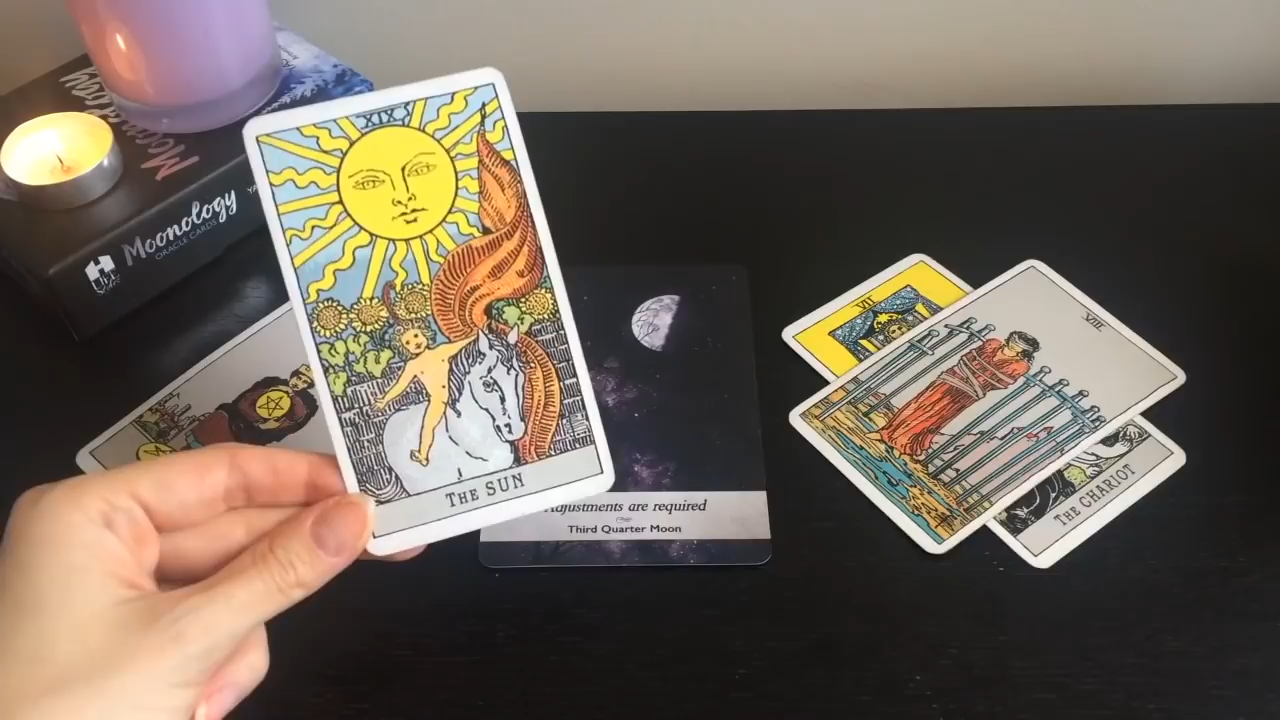 Moonology
Moonology
ORACLE CARDS
XIX
THE SUN
Adjustments are required
Third Quarter Moon
VII
VIII
THE CHARIOT